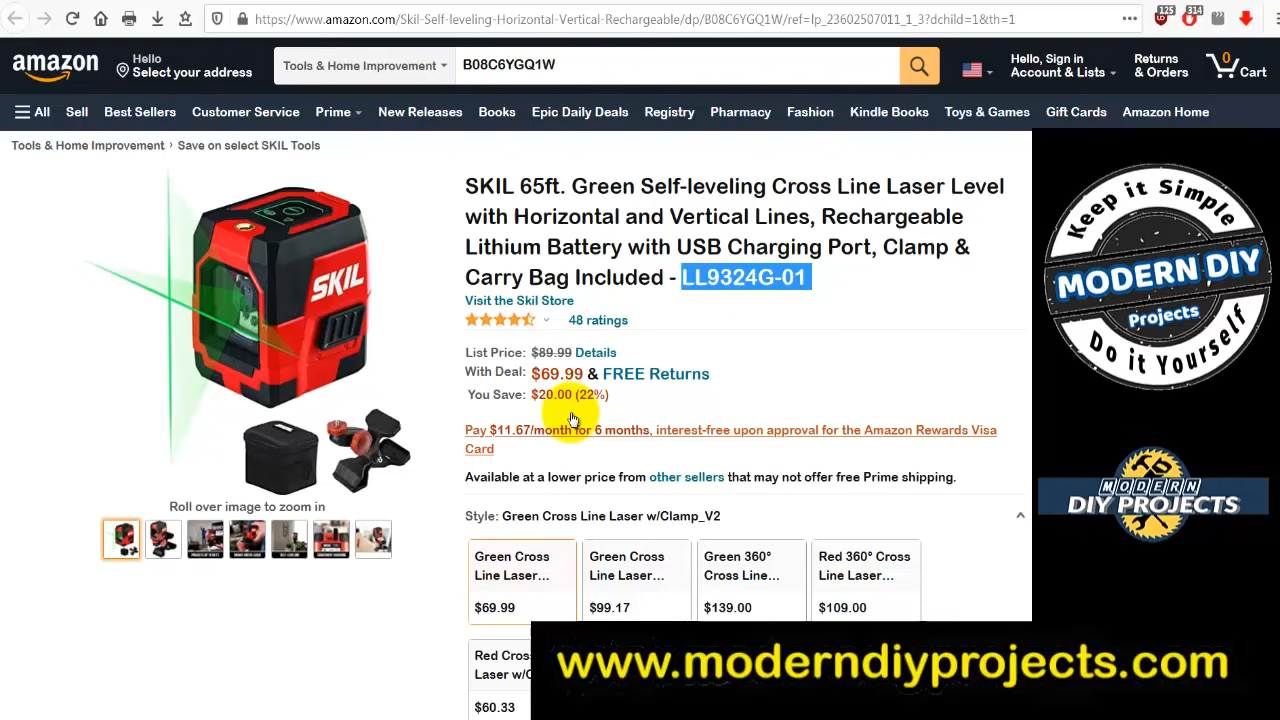 https://www.amazon.com/Skil-Self-leveling-Horizontal-Vertical-Rechargeable/dp/B08C6YGQ1W/ref=lp_23602507011_1_3?dchild=1&th=1
125
314
amazon
Hello
Select your address
Tools & Home Improvement
B08C6YGQ1W
Hello, Sign in
Account & Lists
Returns
& Orders
0
Cart
All Sell Best Sellers Customer Service Prime New Releases Books Epic Daily Deals Registry Pharmacy Fashion Kindle Books Toys & Games Gift Cards Amazon Home
Tools & Home Improvement › Save on select SKIL Tools
SKIL
Roll over image to zoom in
SKIL 65ft. Green Self-leveling Cross Line Laser Level
with Horizontal and Vertical Lines, Rechargeable
Lithium Battery with USB Charging Port, Clamp &
Carry Bag Included - LL9324G-01
Visit the Skil Store
48 ratings
List Price: $89.99 Details
With Deal: $69.99 & FREE Returns
You Save: $20.00 (22%)
Pay $11.67/month for 6 months, interest-free upon approval for the Amazon Rewards Visa
Card
Available at a lower price from other sellers that may not offer free Prime shipping.
Style: Green Cross Line Laser w/Clamp_V2
Green Cross
Line Laser...
$69.99
Green Cross
Line Laser...
$99.17
Green 360°
Cross Line...
$139.00
Red 360° Cross
Line Laser...
$109.00
Red Cros
Laser w/C
$60.33
Keep it Simple
MODERN DIY
Projects
Do it Yourself
MODERN
DIY PROJECTS
www.moderndiyprojects.com